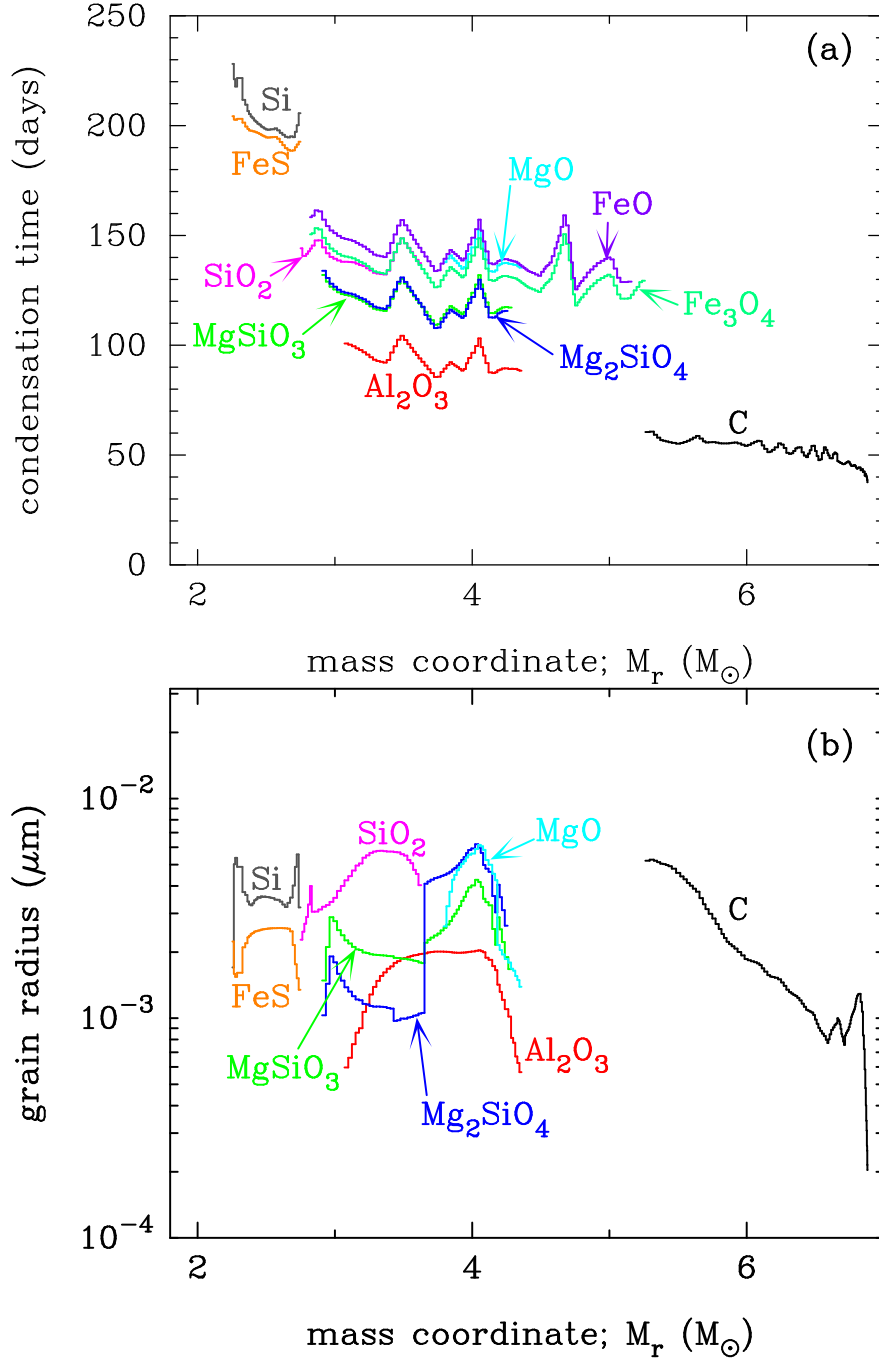 (a)
condensation time (days)
250
200
150
100
50
0
Si
FeS
MgO
FeO
SiO₂
Fe₃O₄
MgSiO₃
Mg₂SiO₄
Al₂O₃
C
2
4
6
mass coordinate; Mᵣ (M☉)
(b)
grain radius (μm)
10⁻²
10⁻³
10⁻⁴
SiO₂
MgO
Si
C
FeS
MgSiO₃
Al₂O₃
Mg₂SiO₄
2
4
6
mass coordinate; Mᵣ (M☉)